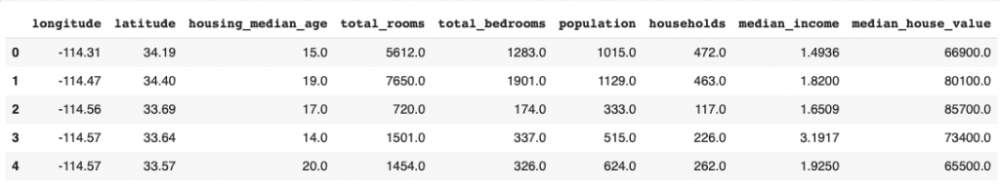 longitude latitude housing_median_age total_rooms total_bedrooms population households median_income median_house_value
0 -114.31 34.19 15.0 5612.0 1283.0 1015.0 472.0 1.4936 66900.0
1 -114.47 34.40 19.0 7650.0 1901.0 1129.0 463.0 1.8200 80100.0
2 -114.56 33.69 17.0 720.0 174.0 333.0 117.0 1.6509 85700.0
3 -114.57 33.64 14.0 1501.0 337.0 515.0 226.0 3.1917 73400.0
4 -114.57 33.57 20.0 1454.0 326.0 624.0 262.0 1.9250 65500.0